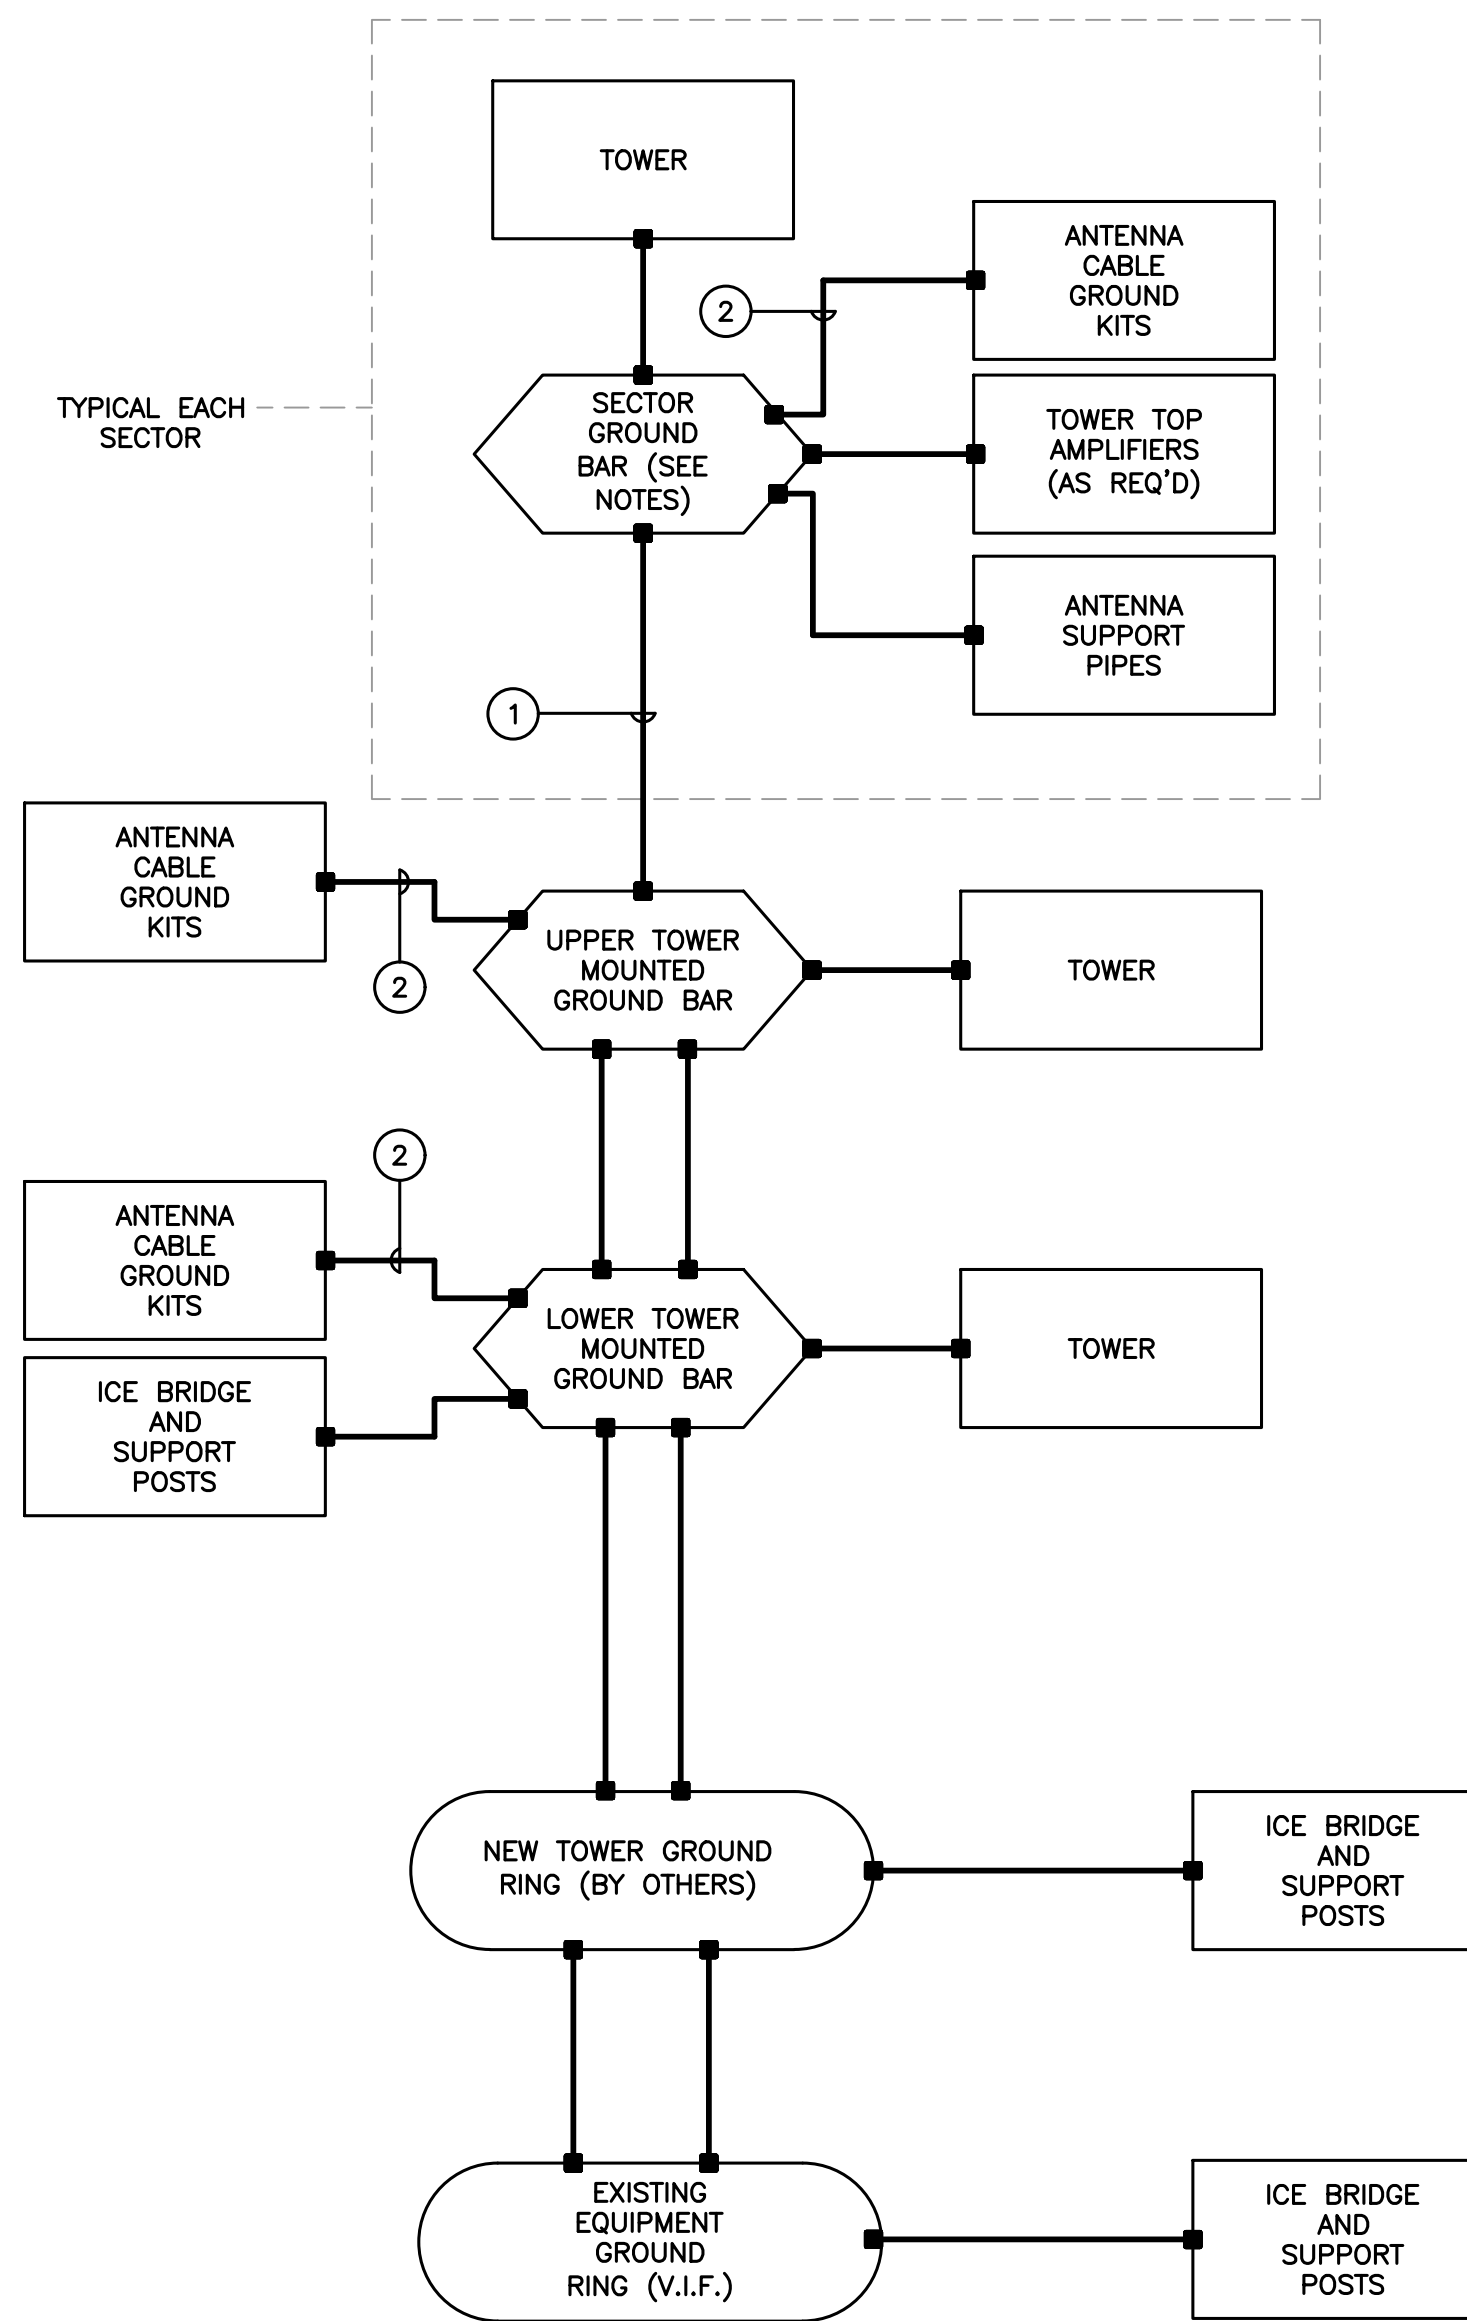 TOWER
ANTENNA
CABLE
GROUND
KITS
2
TYPICAL EACH
SECTOR
SECTOR
GROUND
BAR (SEE
NOTES)
TOWER TOP
AMPLIFIERS
(AS REQ'D)
ANTENNA
SUPPORT
PIPES
1
ANTENNA
CABLE
GROUND
KITS
2
UPPER TOWER
MOUNTED
GROUND BAR
TOWER
2
ANTENNA
CABLE
GROUND
KITS
LOWER TOWER
MOUNTED
GROUND BAR
TOWER
ICE BRIDGE
AND
SUPPORT
POSTS
NEW TOWER GROUND
RING (BY OTHERS)
ICE BRIDGE
AND
SUPPORT
POSTS
EXISTING
EQUIPMENT
GROUND
RING (V.I.F.)
ICE BRIDGE
AND
SUPPORT
POSTS